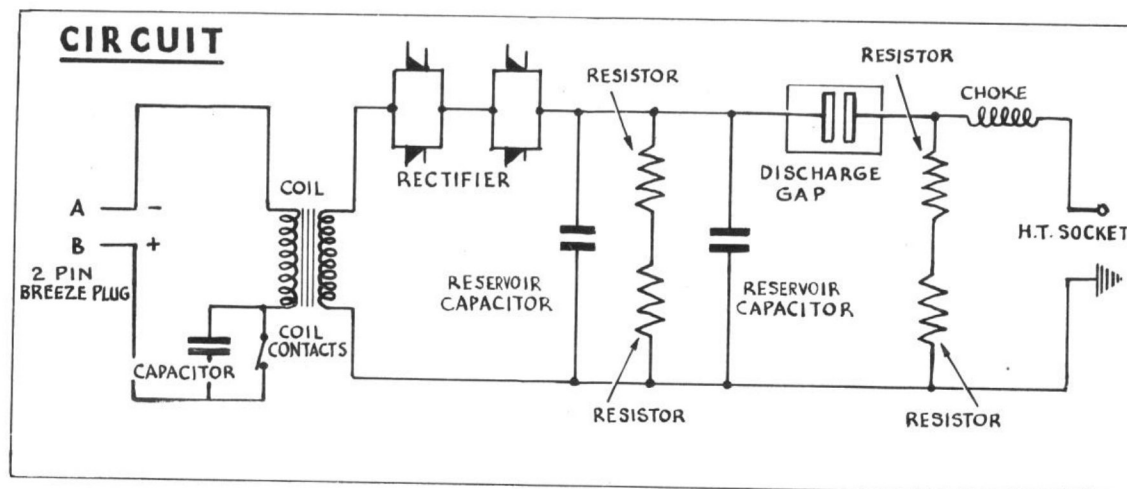 CIRCUIT
A -
B +
2 PIN
BREEZE PLUG
CAPACITOR
COIL
COIL
CONTACTS
RECTIFIER
RESISTOR
RESERVOIR
CAPACITOR
RESISTOR
RESERVOIR
CAPACITOR
DISCHARGE
GAP
RESISTOR
CHOKE
H.T. SOCKET
RESISTOR